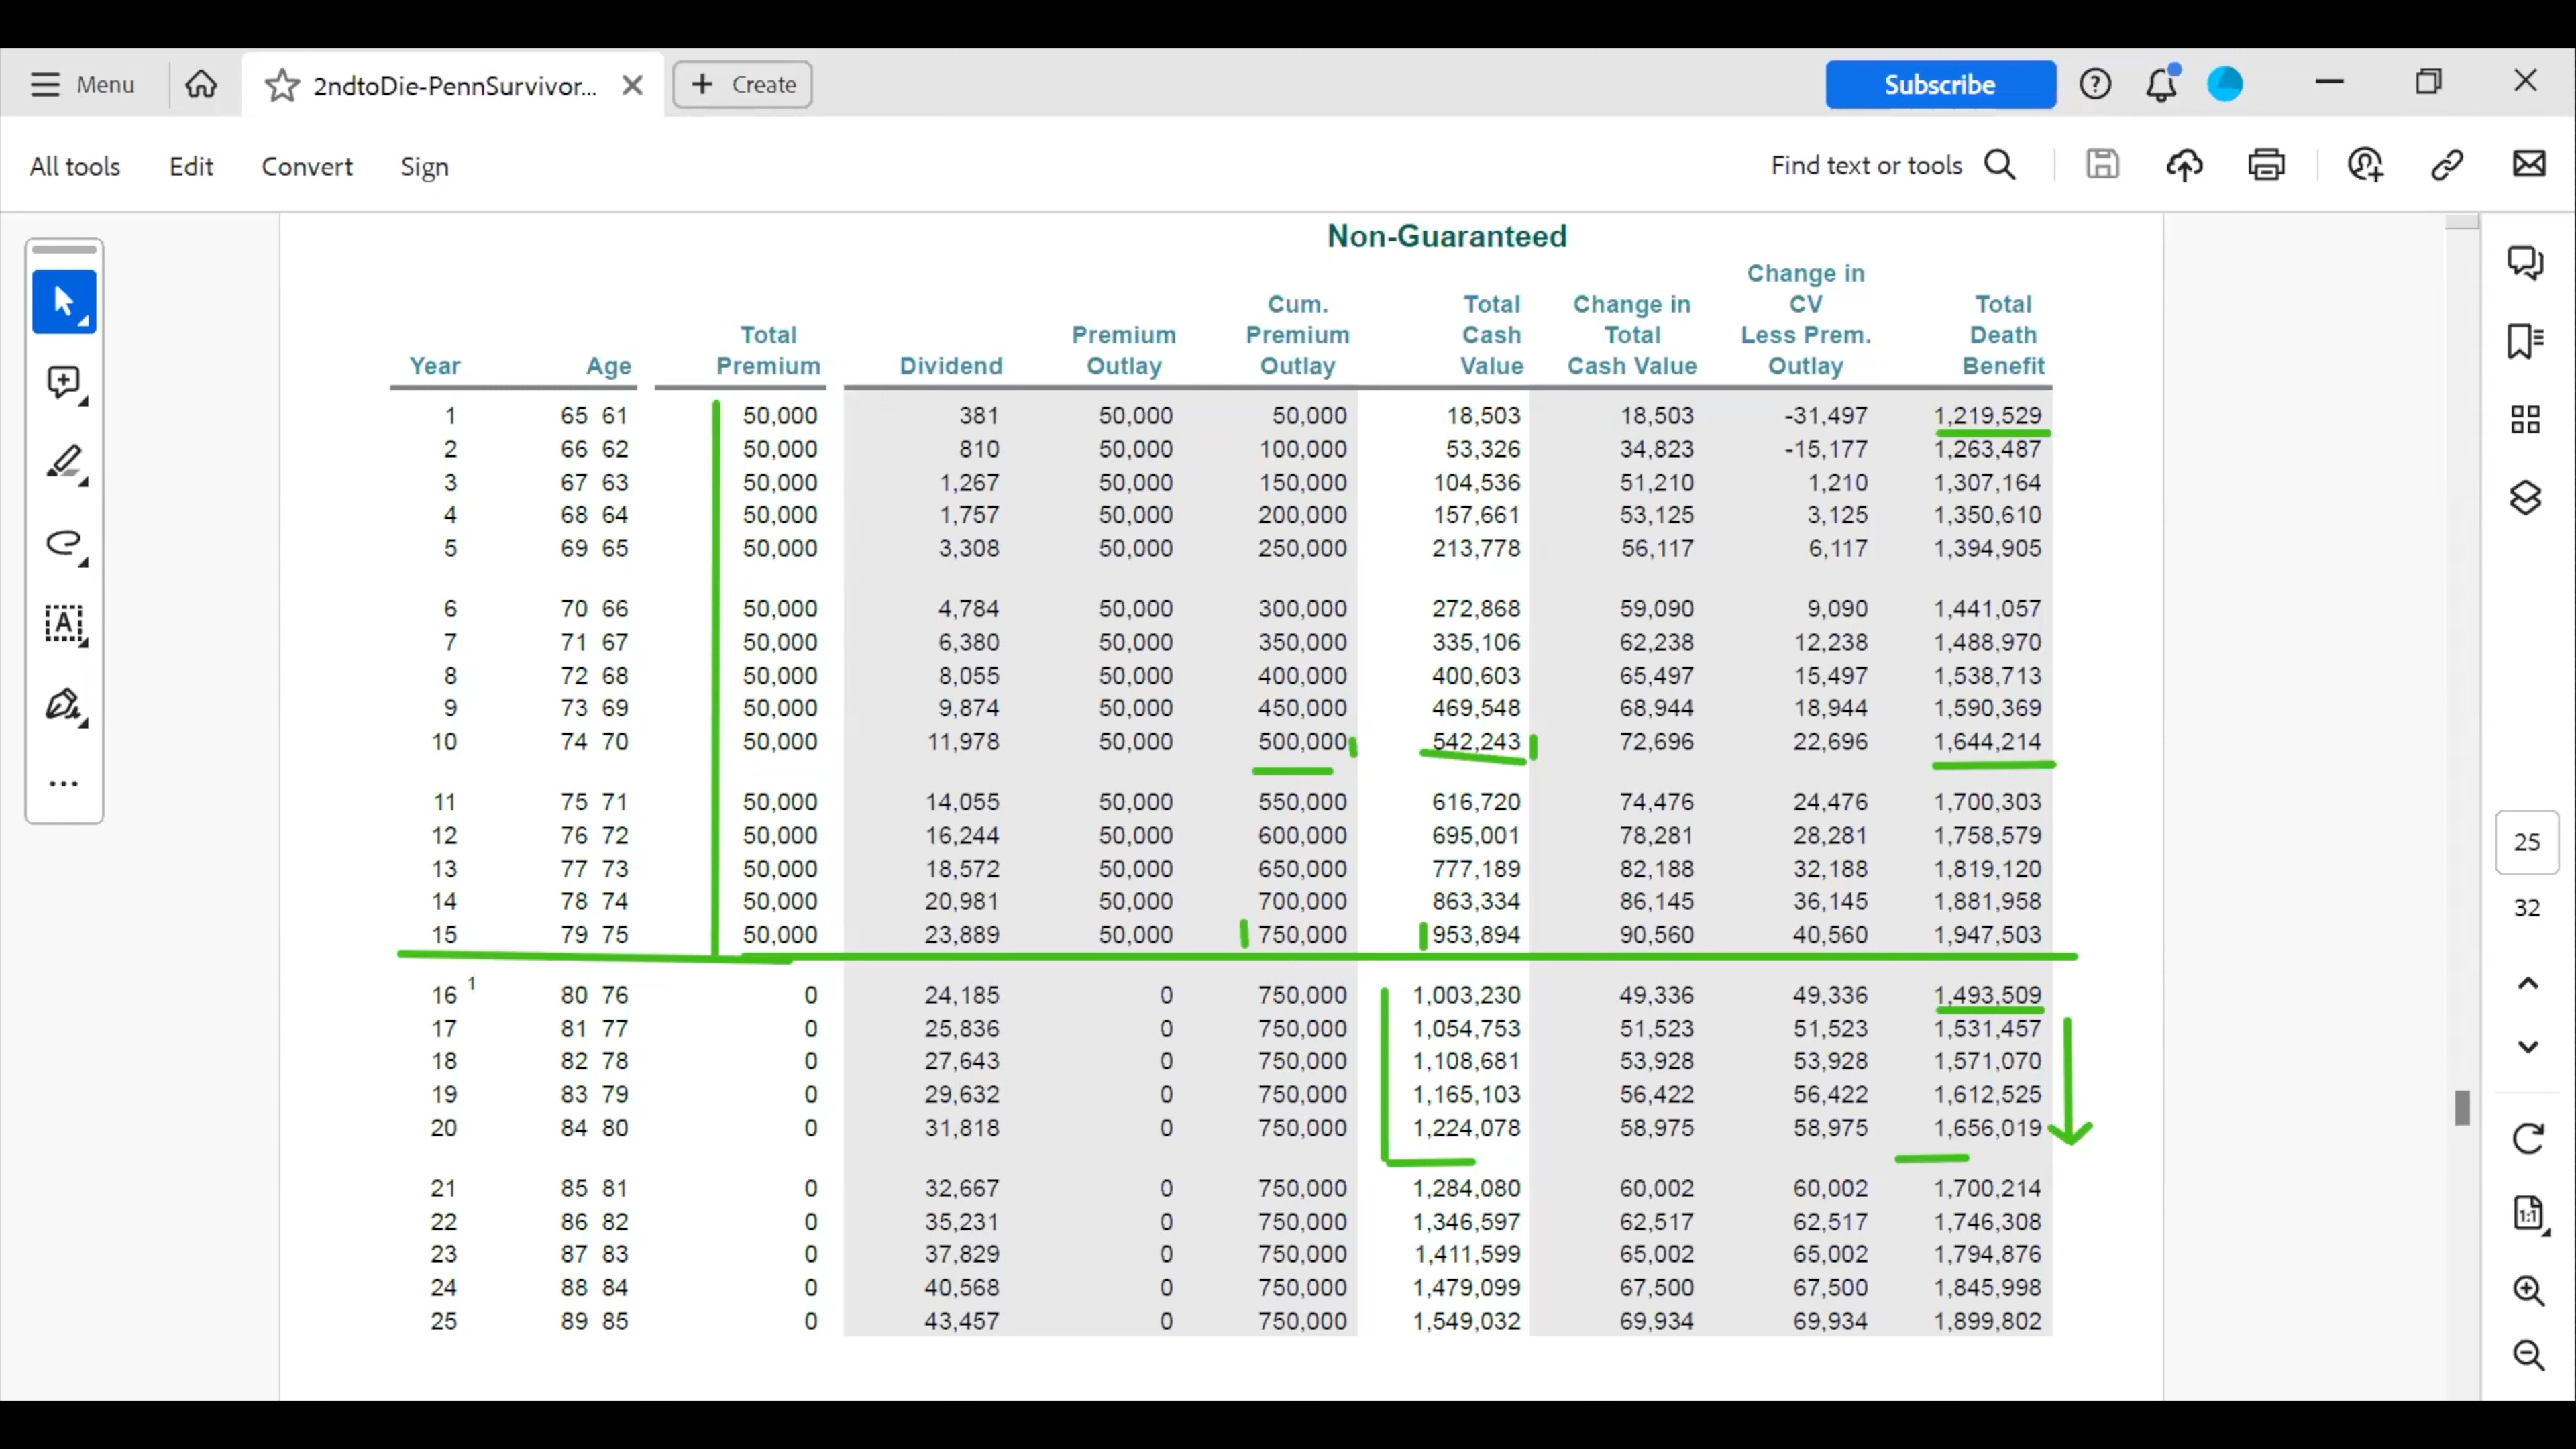 Menu 2ndtoDie-PennSurvivor... Create Subscribe
All tools Edit Convert Sign Find text or tools
Non-Guaranteed
Change in
Cum. Total Change in CV Total
Total Premium Premium Cash Total Less Prem. Death
Year Age Premium Dividend Outlay Outlay Value Cash Value Outlay Benefit
1 65 61 50,000 381 50,000 50,000 18,503 18,503 -31,497 1,219,529
2 66 62 50,000 810 50,000 100,000 53,326 34,823 -15,177 1,263,487
3 67 63 50,000 1,267 50,000 150,000 104,536 51,210 1,210 1,307,164
4 68 64 50,000 1,757 50,000 200,000 157,661 53,125 3,125 1,350,610
5 69 65 50,000 3,308 50,000 250,000 213,778 56,117 6,117 1,394,905
6 70 66 50,000 4,784 50,000 300,000 272,868 59,090 9,090 1,441,057
7 71 67 50,000 6,380 50,000 350,000 335,106 62,238 12,238 1,488,970
8 72 68 50,000 8,055 50,000 400,000 400,603 65,497 15,497 1,538,713
9 73 69 50,000 9,874 50,000 450,000 469,548 68,944 18,944 1,590,369
10 74 70 50,000 11,978 50,000 500,000 542,243 72,696 22,696 1,644,214
11 75 71 50,000 14,055 50,000 550,000 616,720 74,476 24,476 1,700,303
12 76 72 50,000 16,244 50,000 600,000 695,001 78,281 28,281 1,758,579
13 77 73 50,000 18,572 50,000 650,000 777,189 82,188 32,188 1,819,120
14 78 74 50,000 20,981 50,000 700,000 863,334 86,145 36,145 1,881,958
15 79 75 50,000 23,889 50,000 750,000 953,894 90,560 40,560 1,947,503
16 1 80 76 0 24,185 0 750,000 1,003,230 49,336 49,336 1,493,509
17 81 77 0 25,836 0 750,000 1,054,753 51,523 51,523 1,531,457
18 82 78 0 27,643 0 750,000 1,108,681 53,928 53,928 1,571,070
19 83 79 0 29,632 0 750,000 1,165,103 56,422 56,422 1,612,525
20 84 80 0 31,818 0 750,000 1,224,078 58,975 58,975 1,656,019
21 85 81 0 32,667 0 750,000 1,284,080 60,002 60,002 1,700,214
22 86 82 0 35,231 0 750,000 1,346,597 62,517 62,517 1,746,308
23 87 83 0 37,829 0 750,000 1,411,599 65,002 65,002 1,794,876
24 88 84 0 40,568 0 750,000 1,479,099 67,500 67,500 1,845,998
25 89 85 0 43,457 0 750,000 1,549,032 69,934 69,934 1,899,802
25
32
1:1